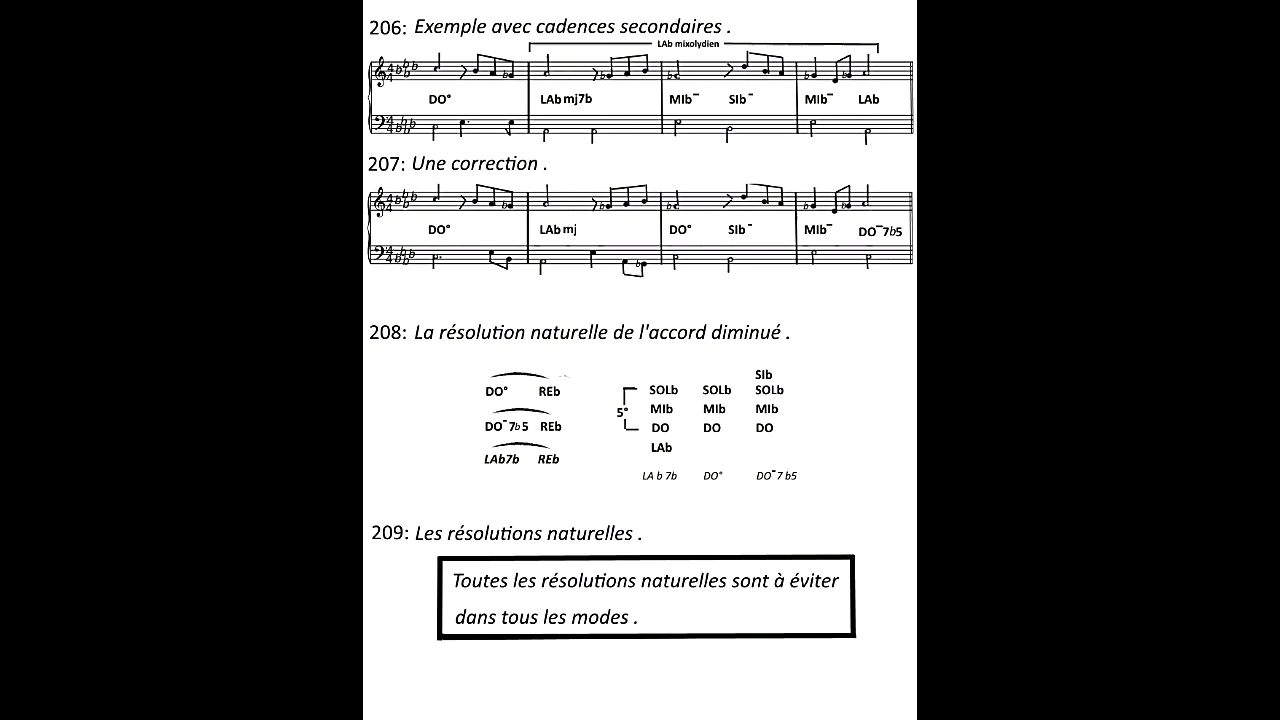 206: Exemple avec cadences secondaires .
LAb mixolydien
DO° LAb mj7b MIb– SIb– MIb– LAb
207: Une correction .
DO° LAb mj DO° SIb– MIb– DO–7b5
208: La résolution naturelle de l'accord diminué .
SIb
DO° REb SOLb SOLb SOLb
5° MIb MIb MIb
DO–7b5 REb DO DO DO
LAb
LAb7b REb
LA b 7b DO° DO–7 b5
209: Les résolutions naturelles .
Toutes les résolutions naturelles sont à éviter
dans tous les modes .